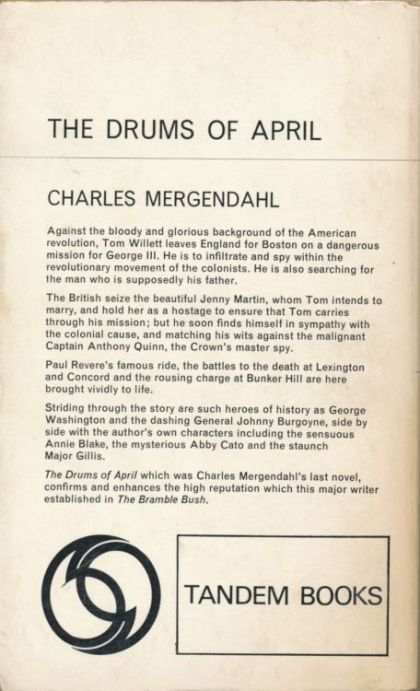 THE DRUMS OF APRIL
CHARLES MERGENDAHL
Against the bloody and glorious background of the American
revolution, Tom Willett leaves England for Boston on a dangerous
mission for George III. He is to infiltrate and spy within the
revolutionary movement of the colonists. He is also searching for
the man who is supposedly his father.
The British seize the beautiful Jenny Martin, whom Tom intends to
marry, and hold her as a hostage to ensure that Tom carries
through his mission; but he soon finds himself in sympathy with
the colonial cause, and matching his wits against the malignant
Captain Anthony Quinn, the Crown's master spy.
Paul Revere's famous ride, the battles to the death at Lexington
and Concord and the rousing charge at Bunker Hill are here
brought vividly to life.
Striding through the story are such heroes of history as George
Washington and the dashing General Johnny Burgoyne, side by
side with the author's own characters including the sensuous
Annie Blake, the mysterious Abby Cato and the staunch
Major Gillis.
The Drums of April which was Charles Mergendahl's last novel,
confirms and enhances the high reputation which this major writer
established in The Bramble Bush.
TANDEM BOOKS